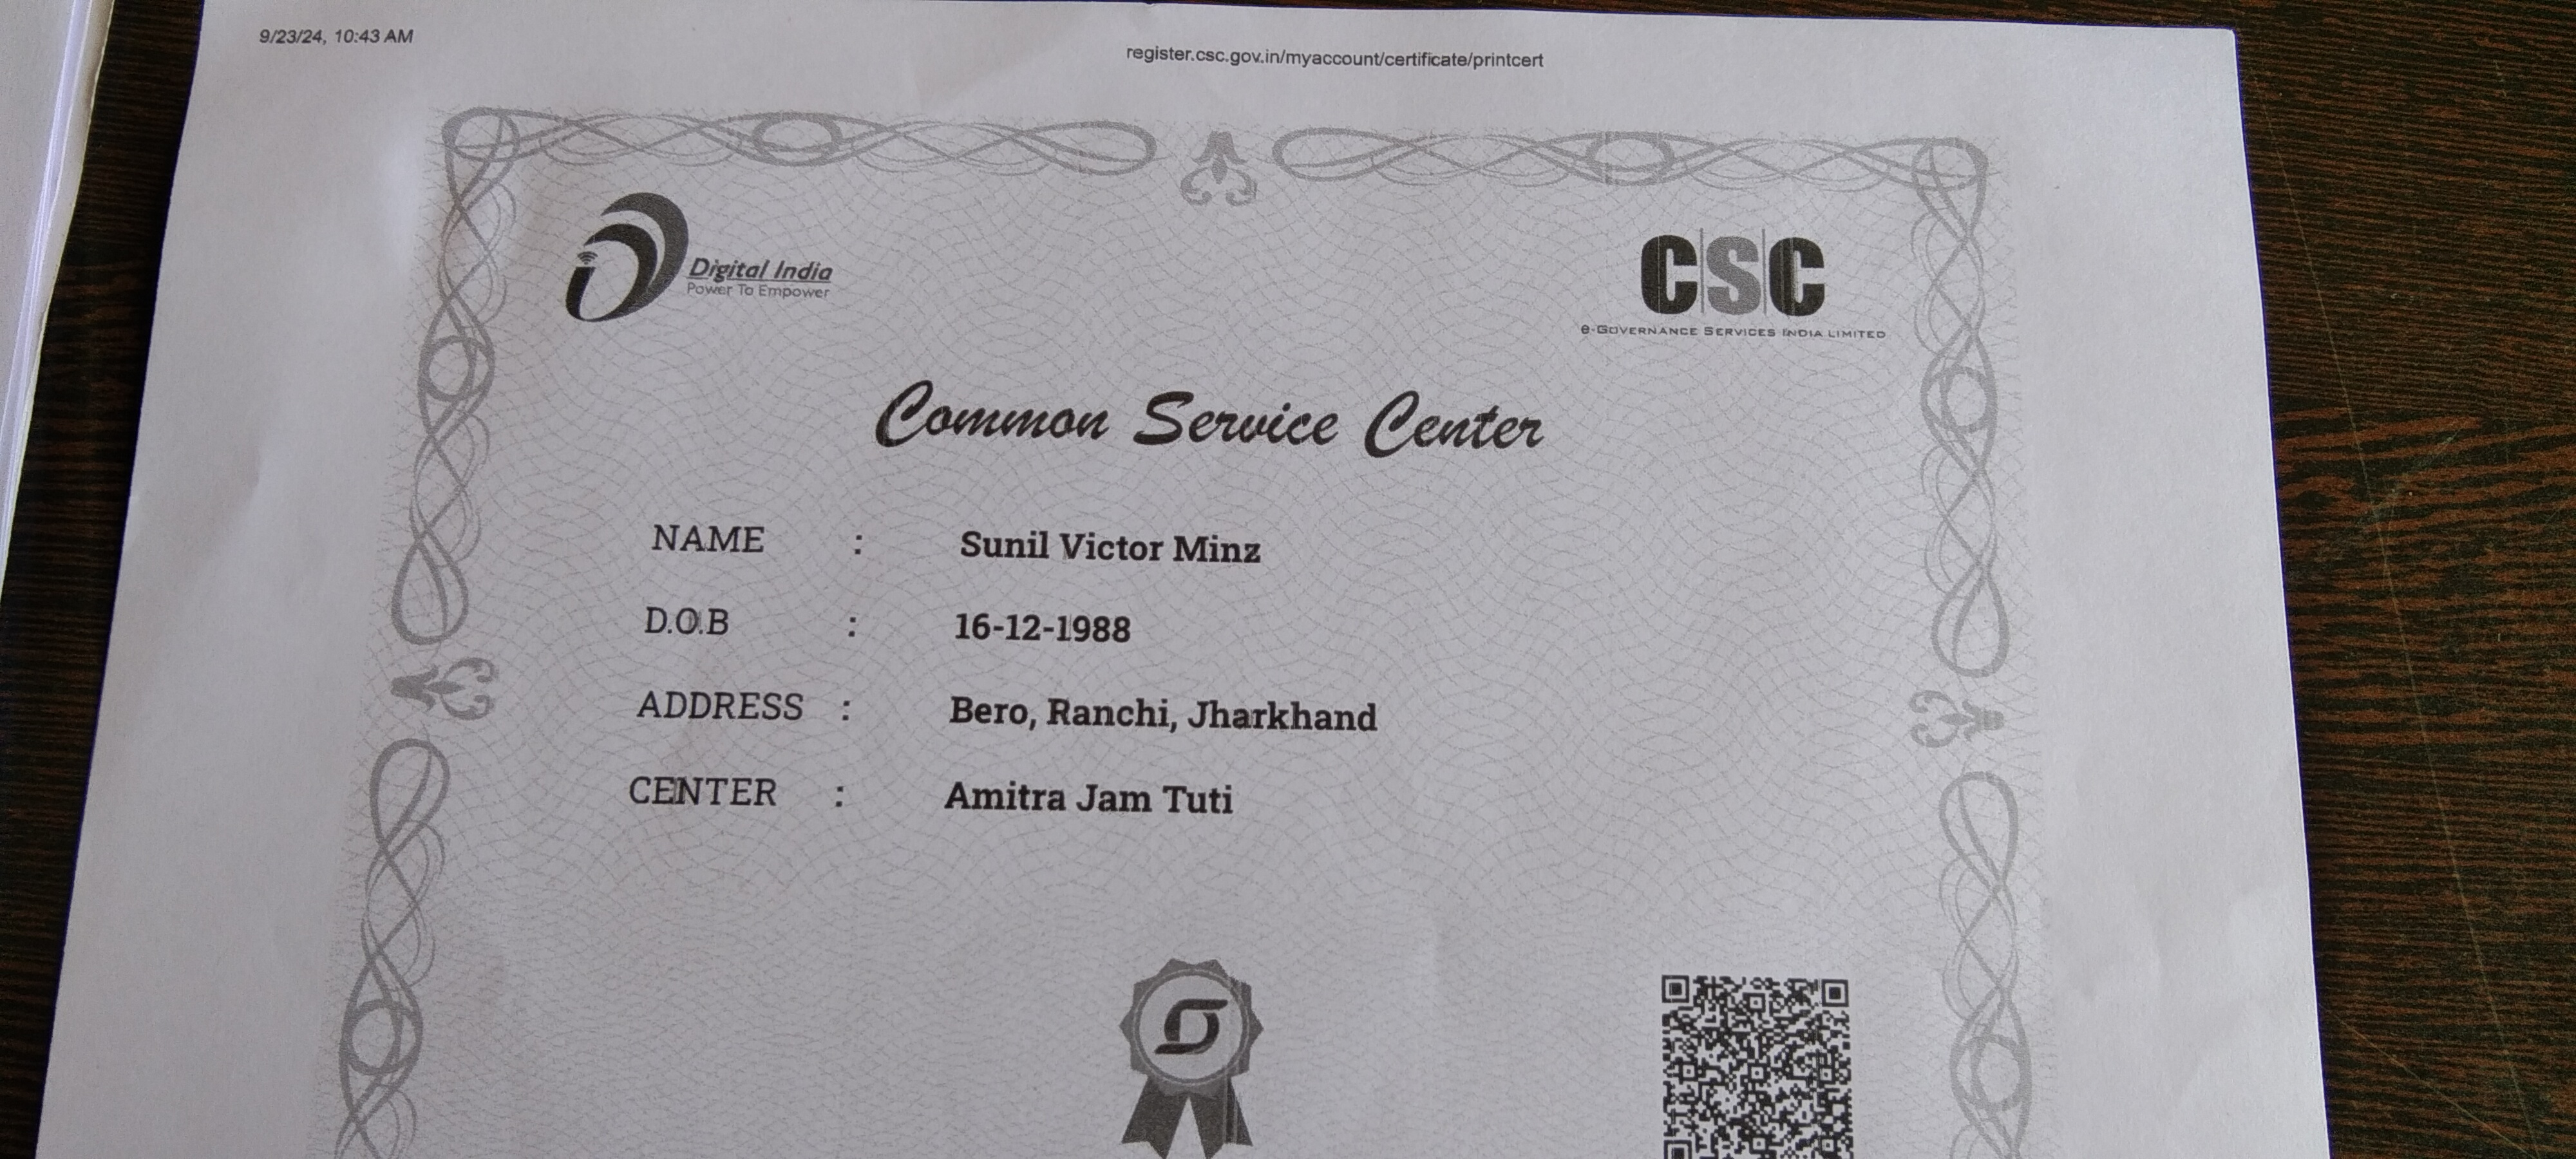 9/23/24, 10:43 AM
register.csc.gov.in/myaccount/certificate/printcert
Digital India
Power To Empower
CSC
e-Governance Services India Limited
Common Service Center
NAME : Sunil Victor Minz
D.O.B : 16-12-1988
ADDRESS : Bero, Ranchi, Jharkhand
CENTER : Amitra Jam Tuti